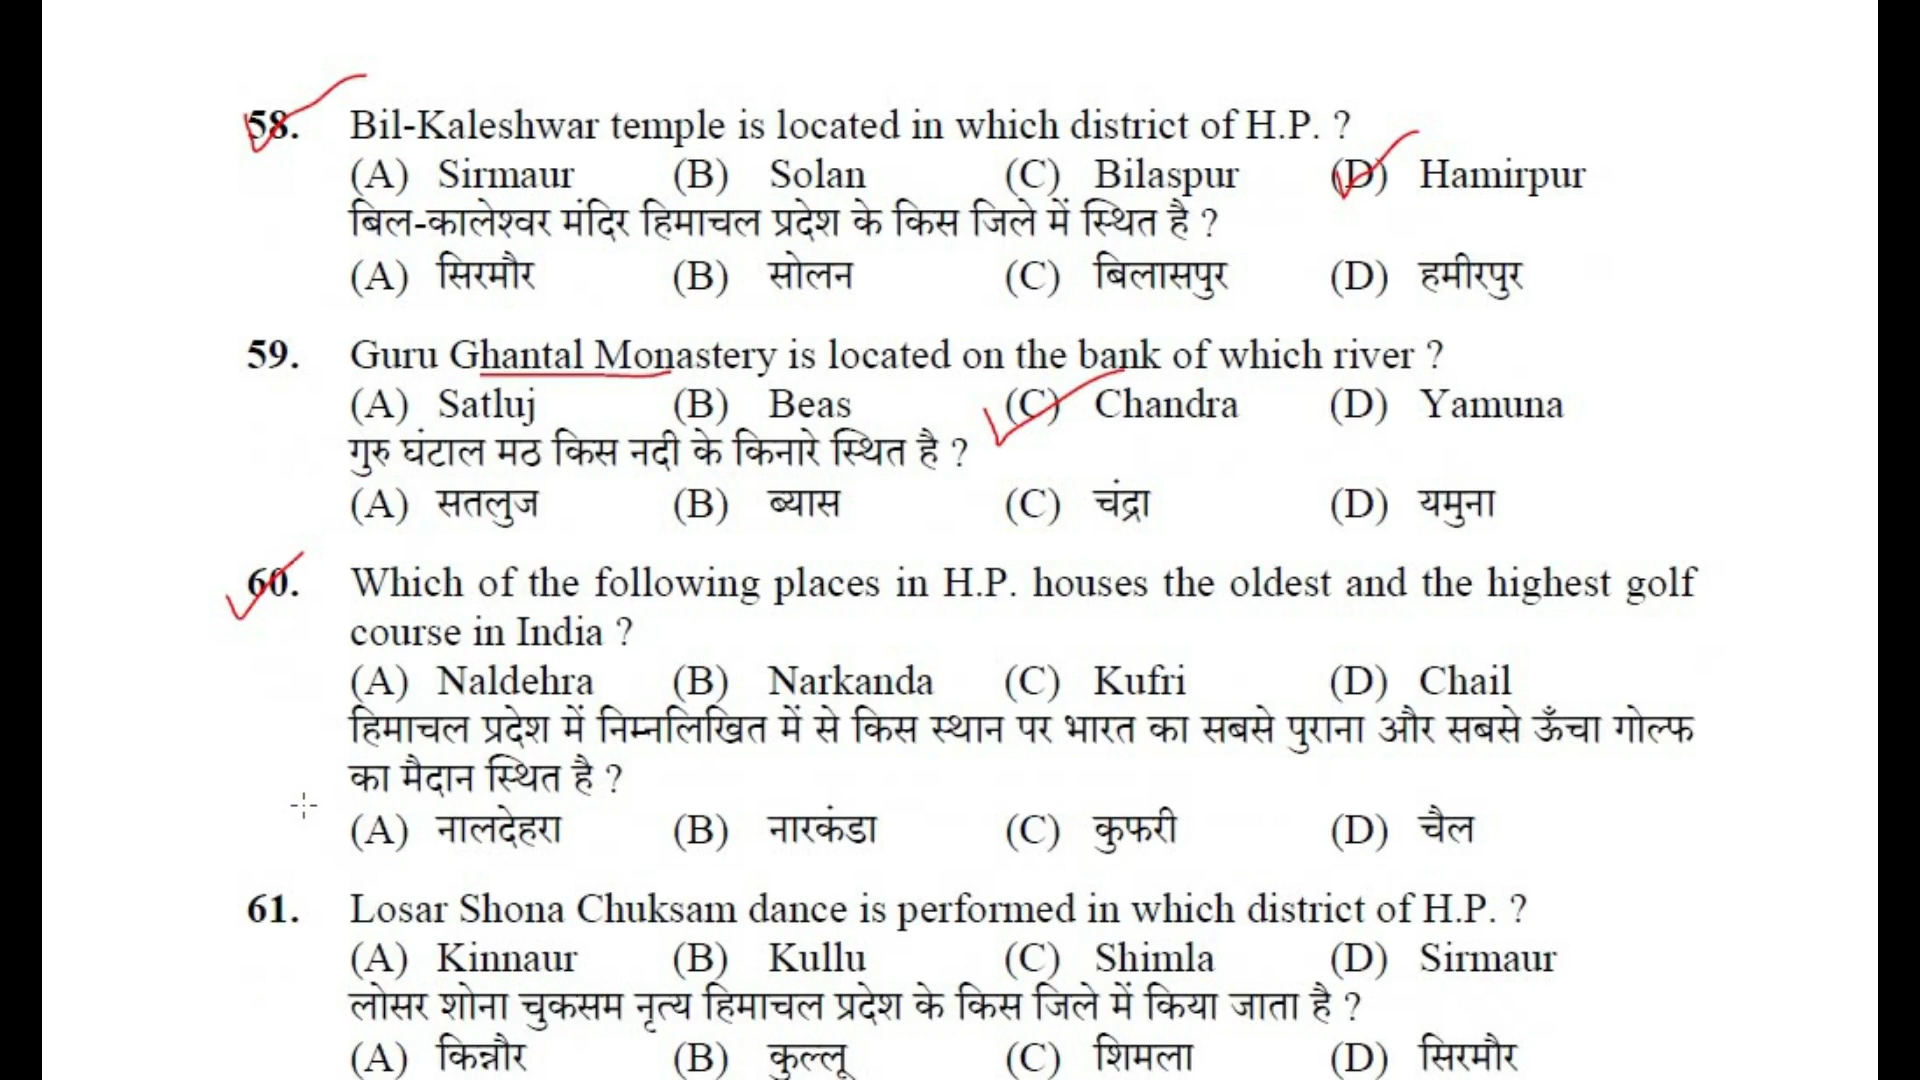 58. Bil-Kaleshwar temple is located in which district of H.P. ?
(A) Sirmaur (B) Solan (C) Bilaspur (D) Hamirpur
बिल-कालेश्वर मंदिर हिमाचल प्रदेश के किस जिले में स्थित है ?
(A) सिरमौर (B) सोलन (C) बिलासपुर (D) हमीरपुर
59. Guru Ghantal Monastery is located on the bank of which river ?
(A) Satluj (B) Beas (C) Chandra (D) Yamuna
गुरु घंटाल मठ किस नदी के किनारे स्थित है ?
(A) सतलुज (B) ब्यास (C) चंद्रा (D) यमुना
60. Which of the following places in H.P. houses the oldest and the highest golf
course in India ?
(A) Naldehra (B) Narkanda (C) Kufri (D) Chail
हिमाचल प्रदेश में निम्नलिखित में से किस स्थान पर भारत का सबसे पुराना और सबसे ऊँचा गोल्फ
का मैदान स्थित है ?
(A) नालदेहरा (B) नारकंडा (C) कुफरी (D) चैल
61. Losar Shona Chuksam dance is performed in which district of H.P. ?
(A) Kinnaur (B) Kullu (C) Shimla (D) Sirmaur
लोसर शोना चुकसम नृत्य हिमाचल प्रदेश के किस जिले में किया जाता है ?
(A) किन्नौर (B) कुल्लू (C) शिमला (D) सिरमौर